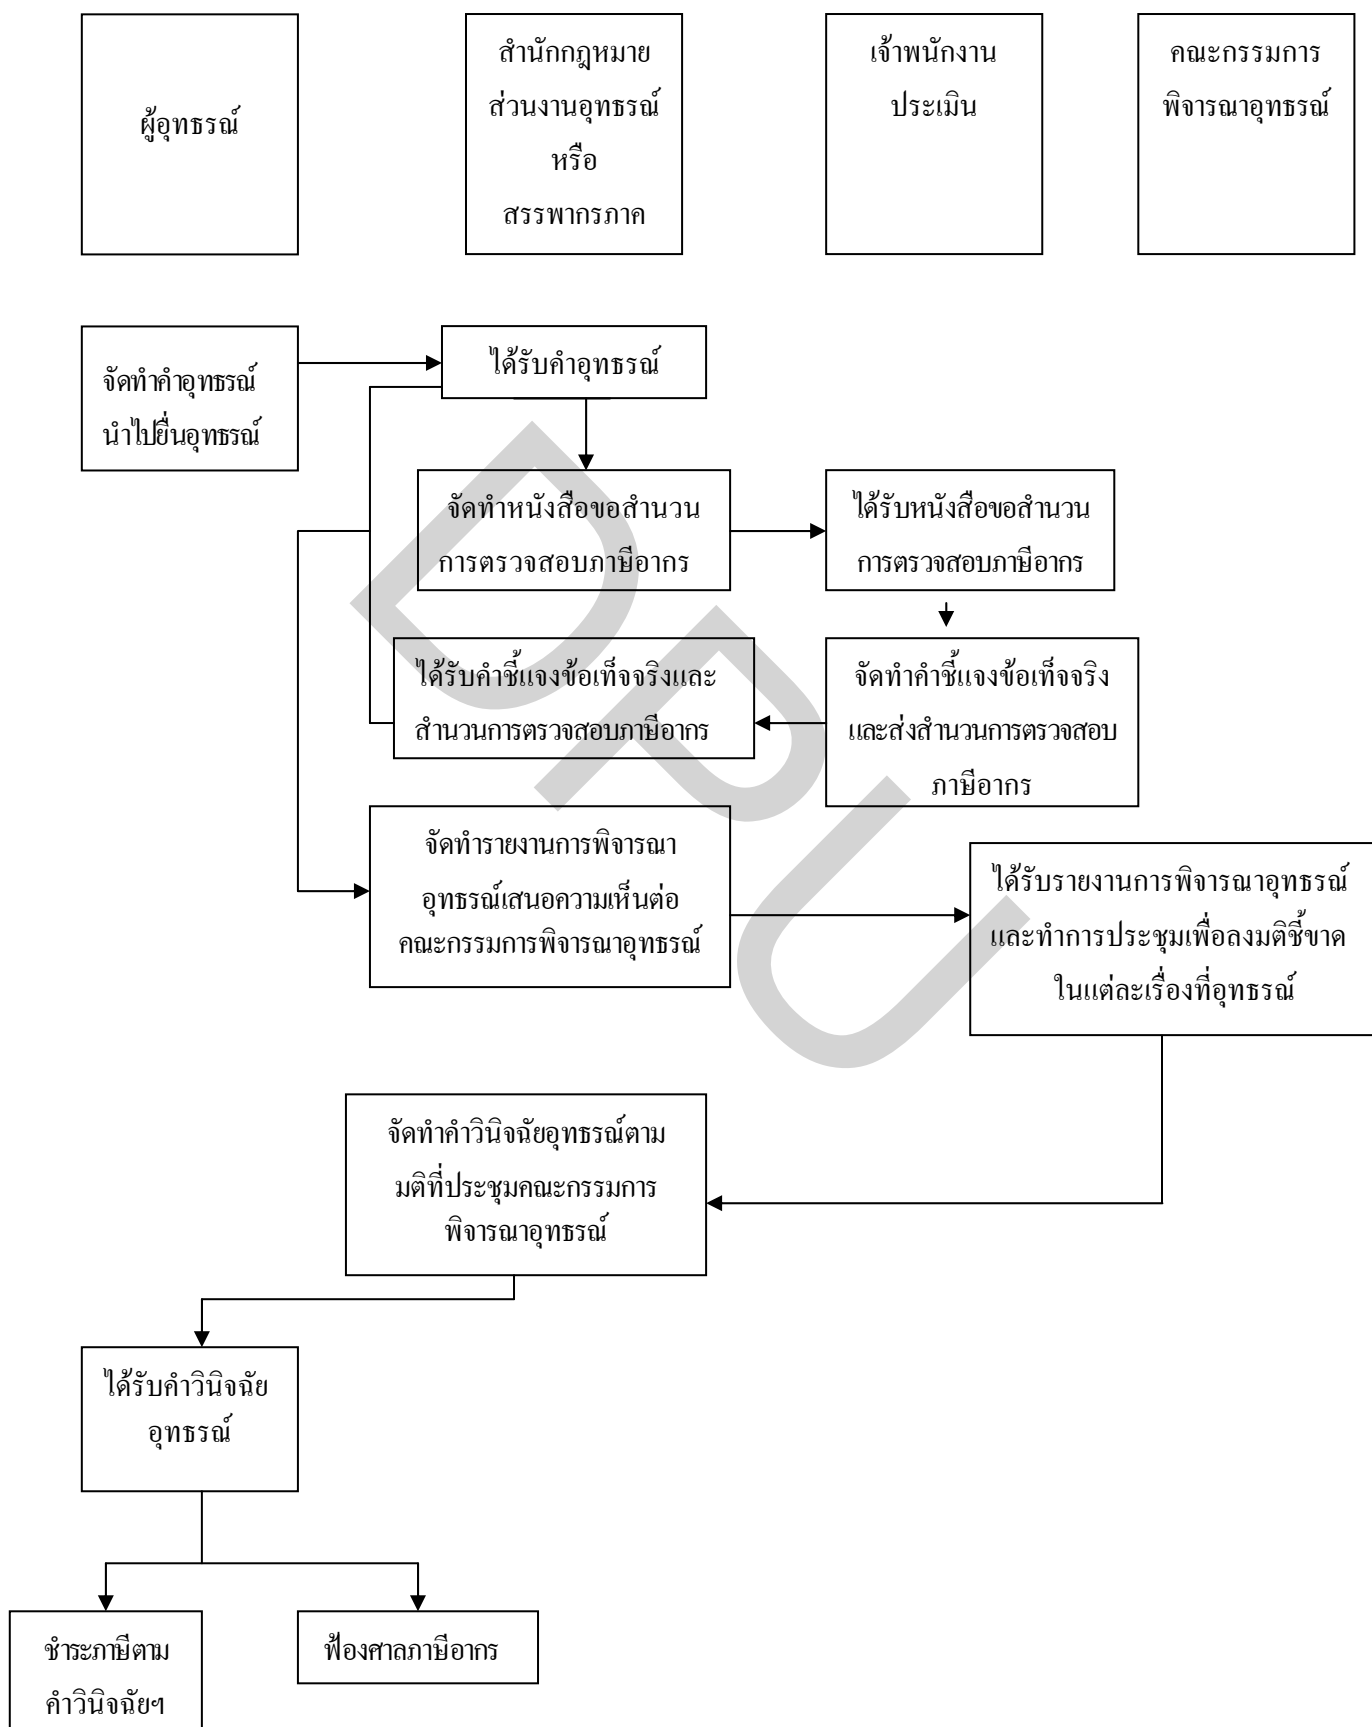 ผู้อุทธรณ์
สำนักกฎหมาย
ส่วนงานอุทธรณ์
หรือ
สรรพากรภาค
เจ้าพนักงาน
ประเมิน
คณะกรรมการ
พิจารณาอุทธรณ์
จัดทำคำอุทธรณ์
นำไปยื่นอุทธรณ์
ได้รับคำอุทธรณ์
จัดทำหนังสือขอสำนวน
การตรวจสอบภาษีอากร
ได้รับหนังสือขอสำนวน
การตรวจสอบภาษีอากร
ได้รับคำชี้แจงข้อเท็จจริงและ
สำนวนการตรวจสอบภาษีอากร
จัดทำคำชี้แจงข้อเท็จจริง
และส่งสำนวนการตรวจสอบ
ภาษีอากร
จัดทำรายงานการพิจารณา
อุทธรณ์เสนอความเห็นต่อ
คณะกรรมการพิจารณาอุทธรณ์
ได้รับรายงานการพิจารณาอุทธรณ์
และทำการประชุมเพื่อลงมติชี้ขาด
ในแต่ละเรื่องที่อุทธรณ์
จัดทำคำวินิจฉัยอุทธรณ์ตาม
มติที่ประชุมคณะกรรมการ
พิจารณาอุทธรณ์
ได้รับคำวินิจฉัย
อุทธรณ์
ชำระภาษีตาม
คำวินิจฉัยฯ
ฟ้องศาลภาษีอากร
DPU